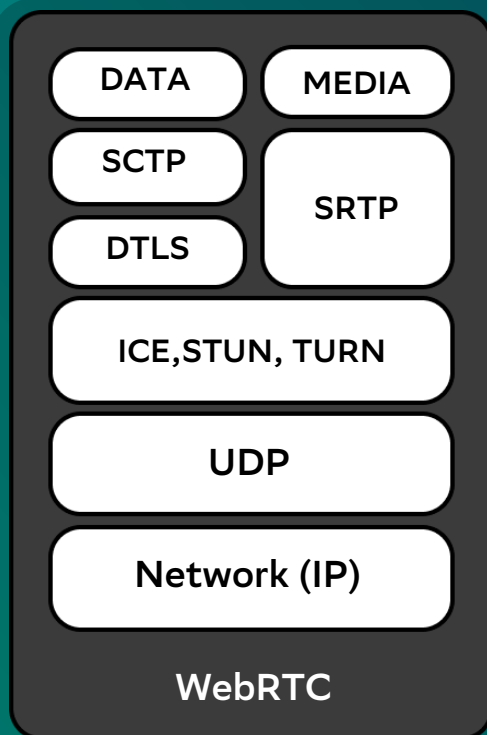 DATA
MEDIA
SCTP
SRTP
DTLS
ICE,STUN, TURN
UDP
Network (IP)
WebRTC